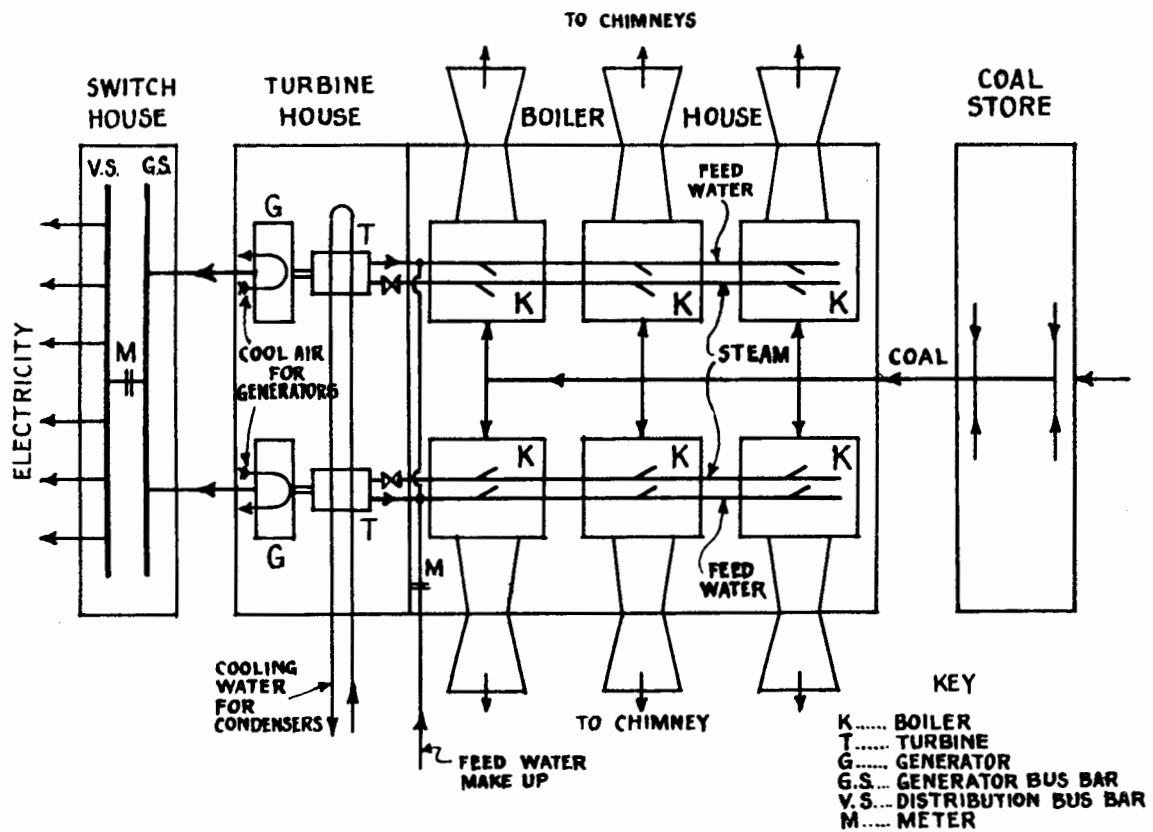 TO CHIMNEYS
SWITCH
HOUSE
TURBINE
HOUSE
BOILER HOUSE
COAL
STORE
V.S. G.S.
FEED
WATER
G
T
K
K
K
COOL AIR
FOR
GENERATORS
STEAM
COAL
M
ELECTRICITY
K
K
K
G
T
M
FEED
WATER
COOLING
WATER
FOR
CONDENSERS
TO CHIMNEY
FEED WATER
MAKE UP
KEY
K...... BOILER
T...... TURBINE
G...... GENERATOR
G.S.... GENERATOR BUS BAR
V.S.... DISTRIBUTION BUS BAR
M...... METER